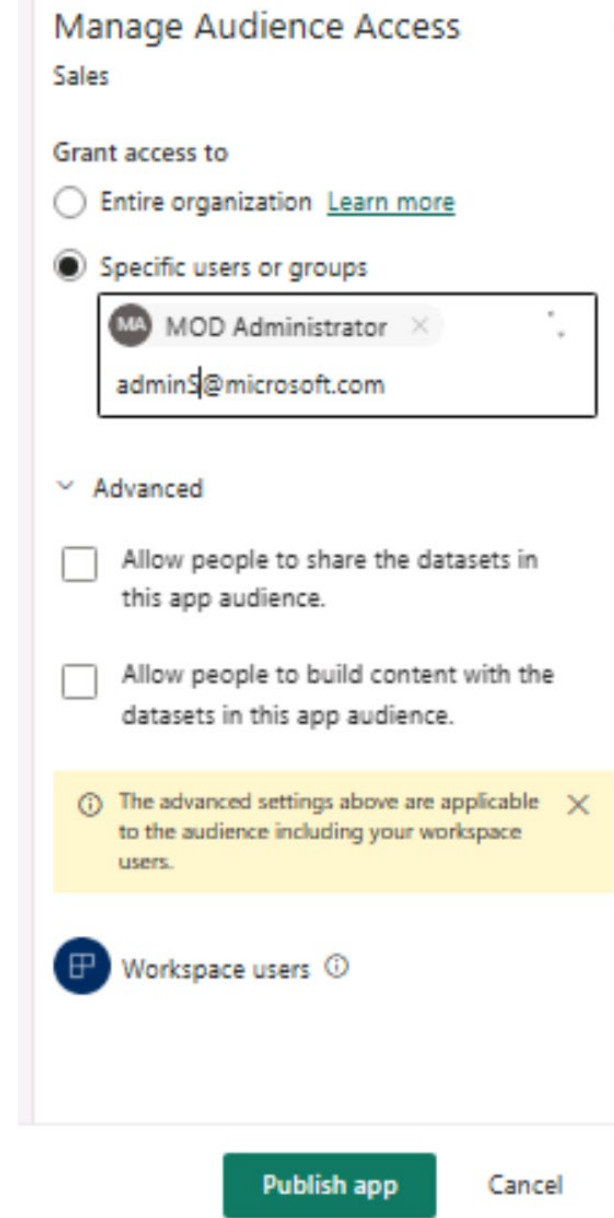 Manage Audience Access
Sales
Grant access to
Entire organization Learn more
Specific users or groups
MA MOD Administrator
adminS@microsoft.com
Advanced
Allow people to share the datasets in
this app audience.
Allow people to build content with the
datasets in this app audience.
The advanced settings above are applicable
to the audience including your workspace
users.
Workspace users
Publish app Cancel